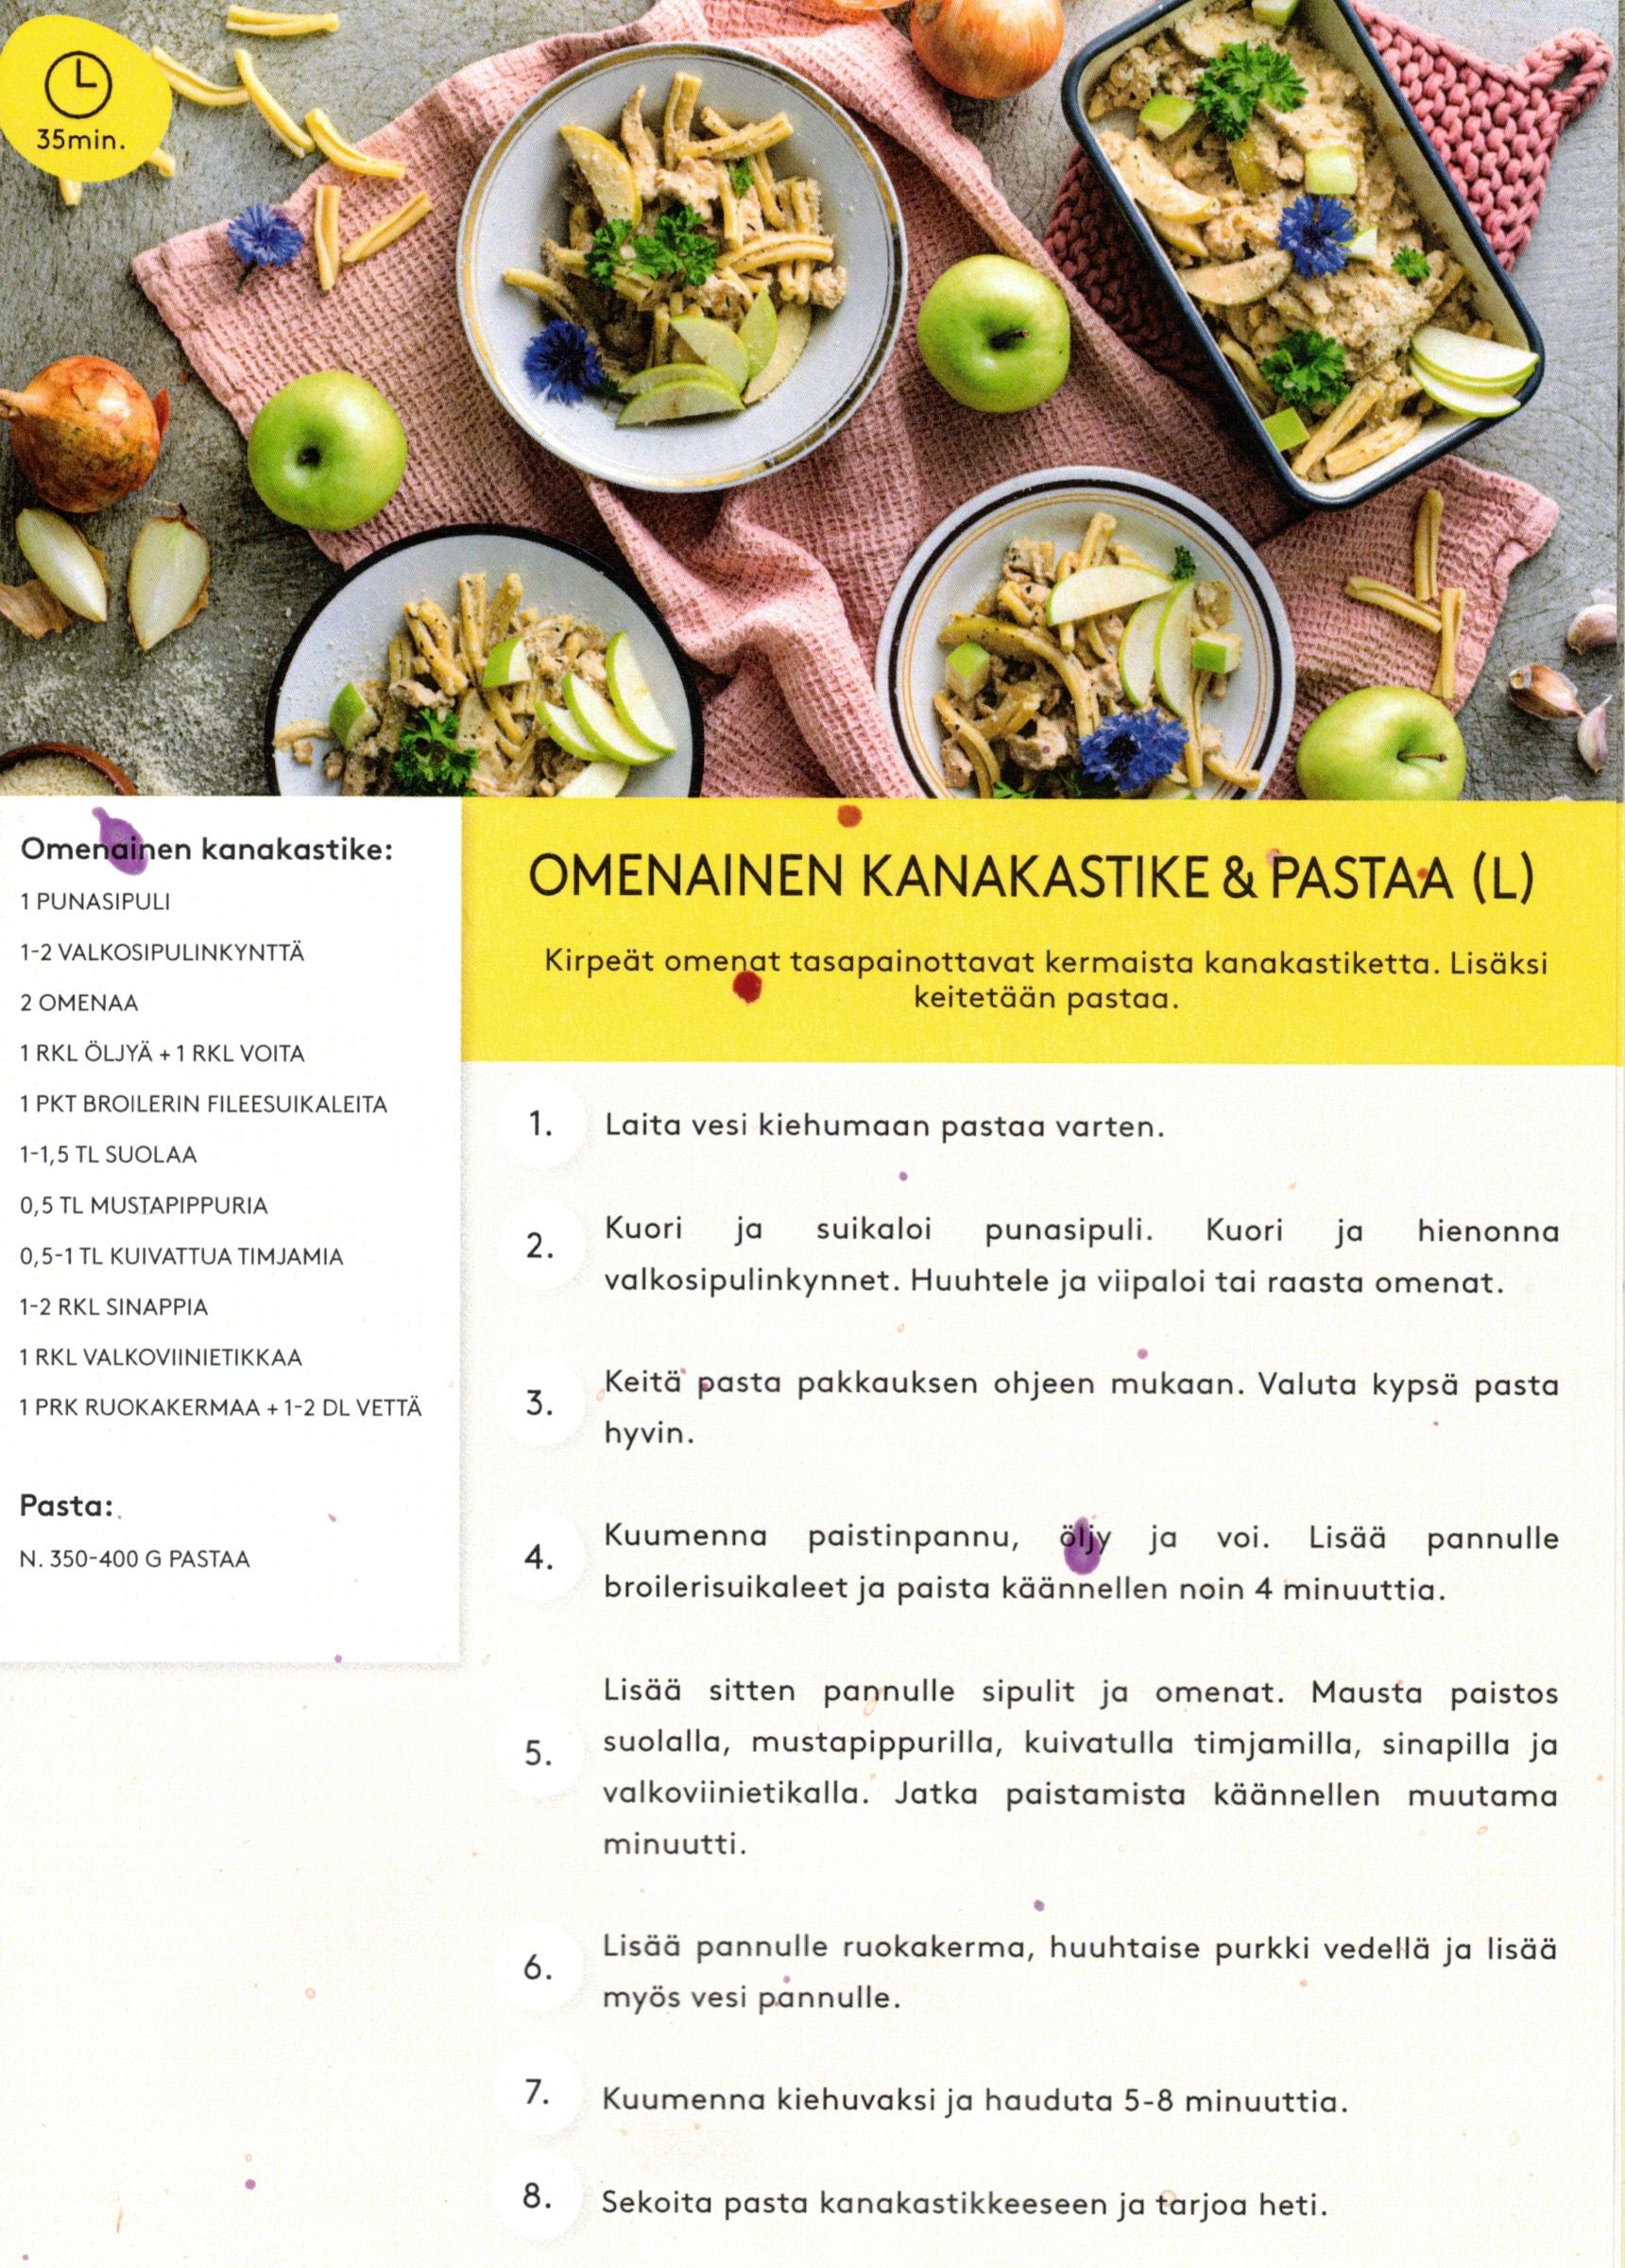 35min.
Omenainen kanakastike:
1 PUNASIPULI
1-2 VALKOSIPULINKYNTTÄ
2 OMENAA
1 RKL ÖLJYÄ + 1 RKL VOITA
1 PKT BROILERIN FILEESUIKALEITA
1-1,5 TL SUOLAA
0,5 TL MUSTAPIPPURIA
0,5-1 TL KUIVATTUA TIMJAMIA
1-2 RKL SINAPPIA
1 RKL VALKOVIINIETIKKAA
1 PRK RUOKAKERMAA + 1-2 DL VETTÄ
Pasta:
N. 350-400 G PASTAA
OMENAINEN KANAKASTIKE & PASTAA (L)
Kirpeät omenat tasapainottavat kermaista kanakastiketta. Lisäksi
keitetään pastaa.
1. Laita vesi kiehumaan pastaa varten.
2. Kuori ja suikaloi punasipuli. Kuori ja hienonna
valkosipulinkynnet. Huuhtele ja viipaloi tai raasta omenat.
3. Keitä pasta pakkauksen ohjeen mukaan. Valuta kypsä pasta
hyvin.
4. Kuumenna paistinpannu, öljy ja voi. Lisää pannulle
broilerisuikaleet ja paista käännellen noin 4 minuuttia.
5. Lisää sitten pannulle sipulit ja omenat. Mausta paistos
suolalla, mustapippurilla, kuivatulla timjamilla, sinapilla ja
valkoviinietikalla. Jatka paistamista käännellen muutama
minuutti.
6. Lisää pannulle ruokakerma, huuhtaise purkki vedellä ja lisää
myös vesi pannulle.
7. Kuumenna kiehuvaksi ja hauduta 5-8 minuuttia.
8. Sekoita pasta kanakastikkeeseen ja tarjoa heti.